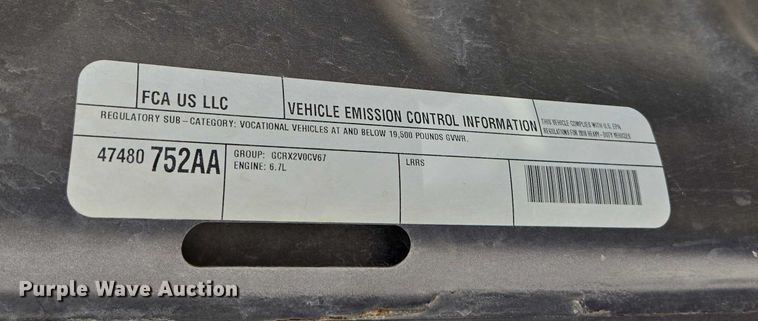 FCA US LLC
VEHICLE EMISSION CONTROL INFORMATION
THIS VEHICLE COMPLIES WITH U.S. EPA
REGULATIONS FOR 2016 HEAVY - DUTY VEHICLES
REGULATORY SUB - CATEGORY: VOCATIONAL VEHICLES AT AND BELOW 19,500 POUNDS GVWR.
47480 752AA
GROUP: GCRX2V0CV67
ENGINE: 6.7L
LRRS
Purple Wave Auction